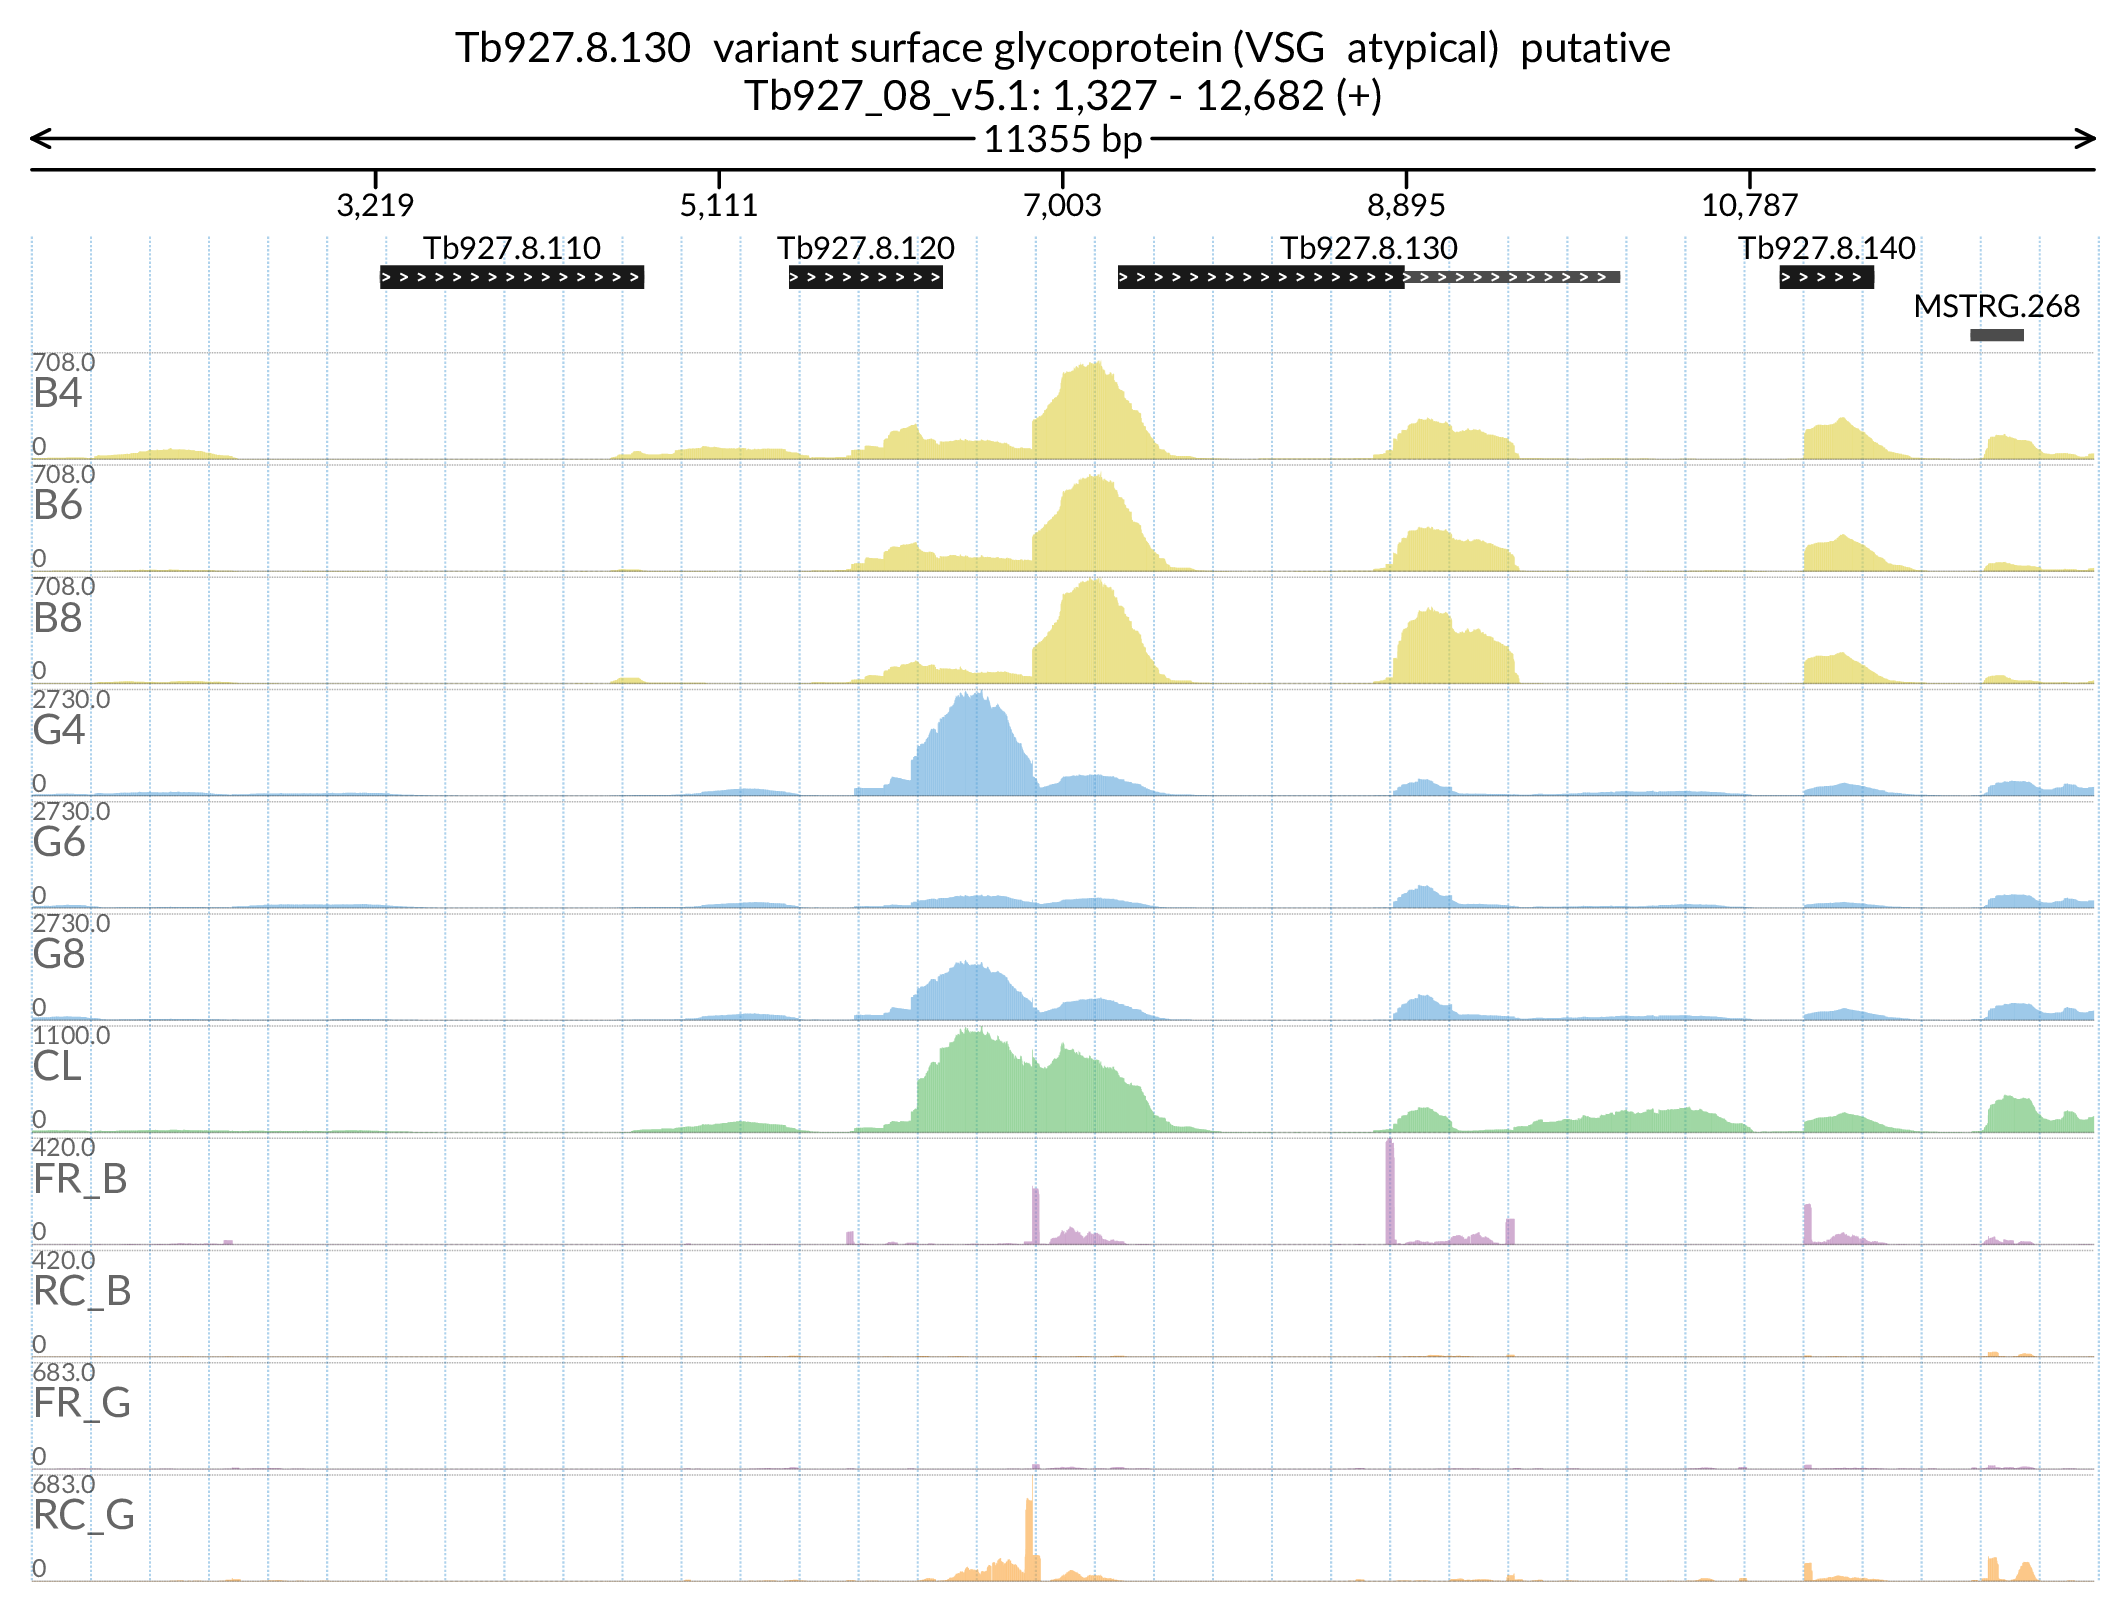 Tb927.8.130  variant surface glycoprotein (VSG  atypical)  putative
Tb927_08_v5.1: 1,327 - 12,682 (+)
11355 bp
3,219 5,111 7,003 8,895 10,787
Tb927.8.110 Tb927.8.120 Tb927.8.130 Tb927.8.140
MSTRG.268
708.0
B4
0
708.0
B6
0
708.0
B8
0
2730.0
G4
0
2730.0
G6
0
2730.0
G8
0
1100.0
CL
0
420.0
FR_B
0
420.0
RC_B
0
683.0
FR_G
0
683.0
RC_G
0